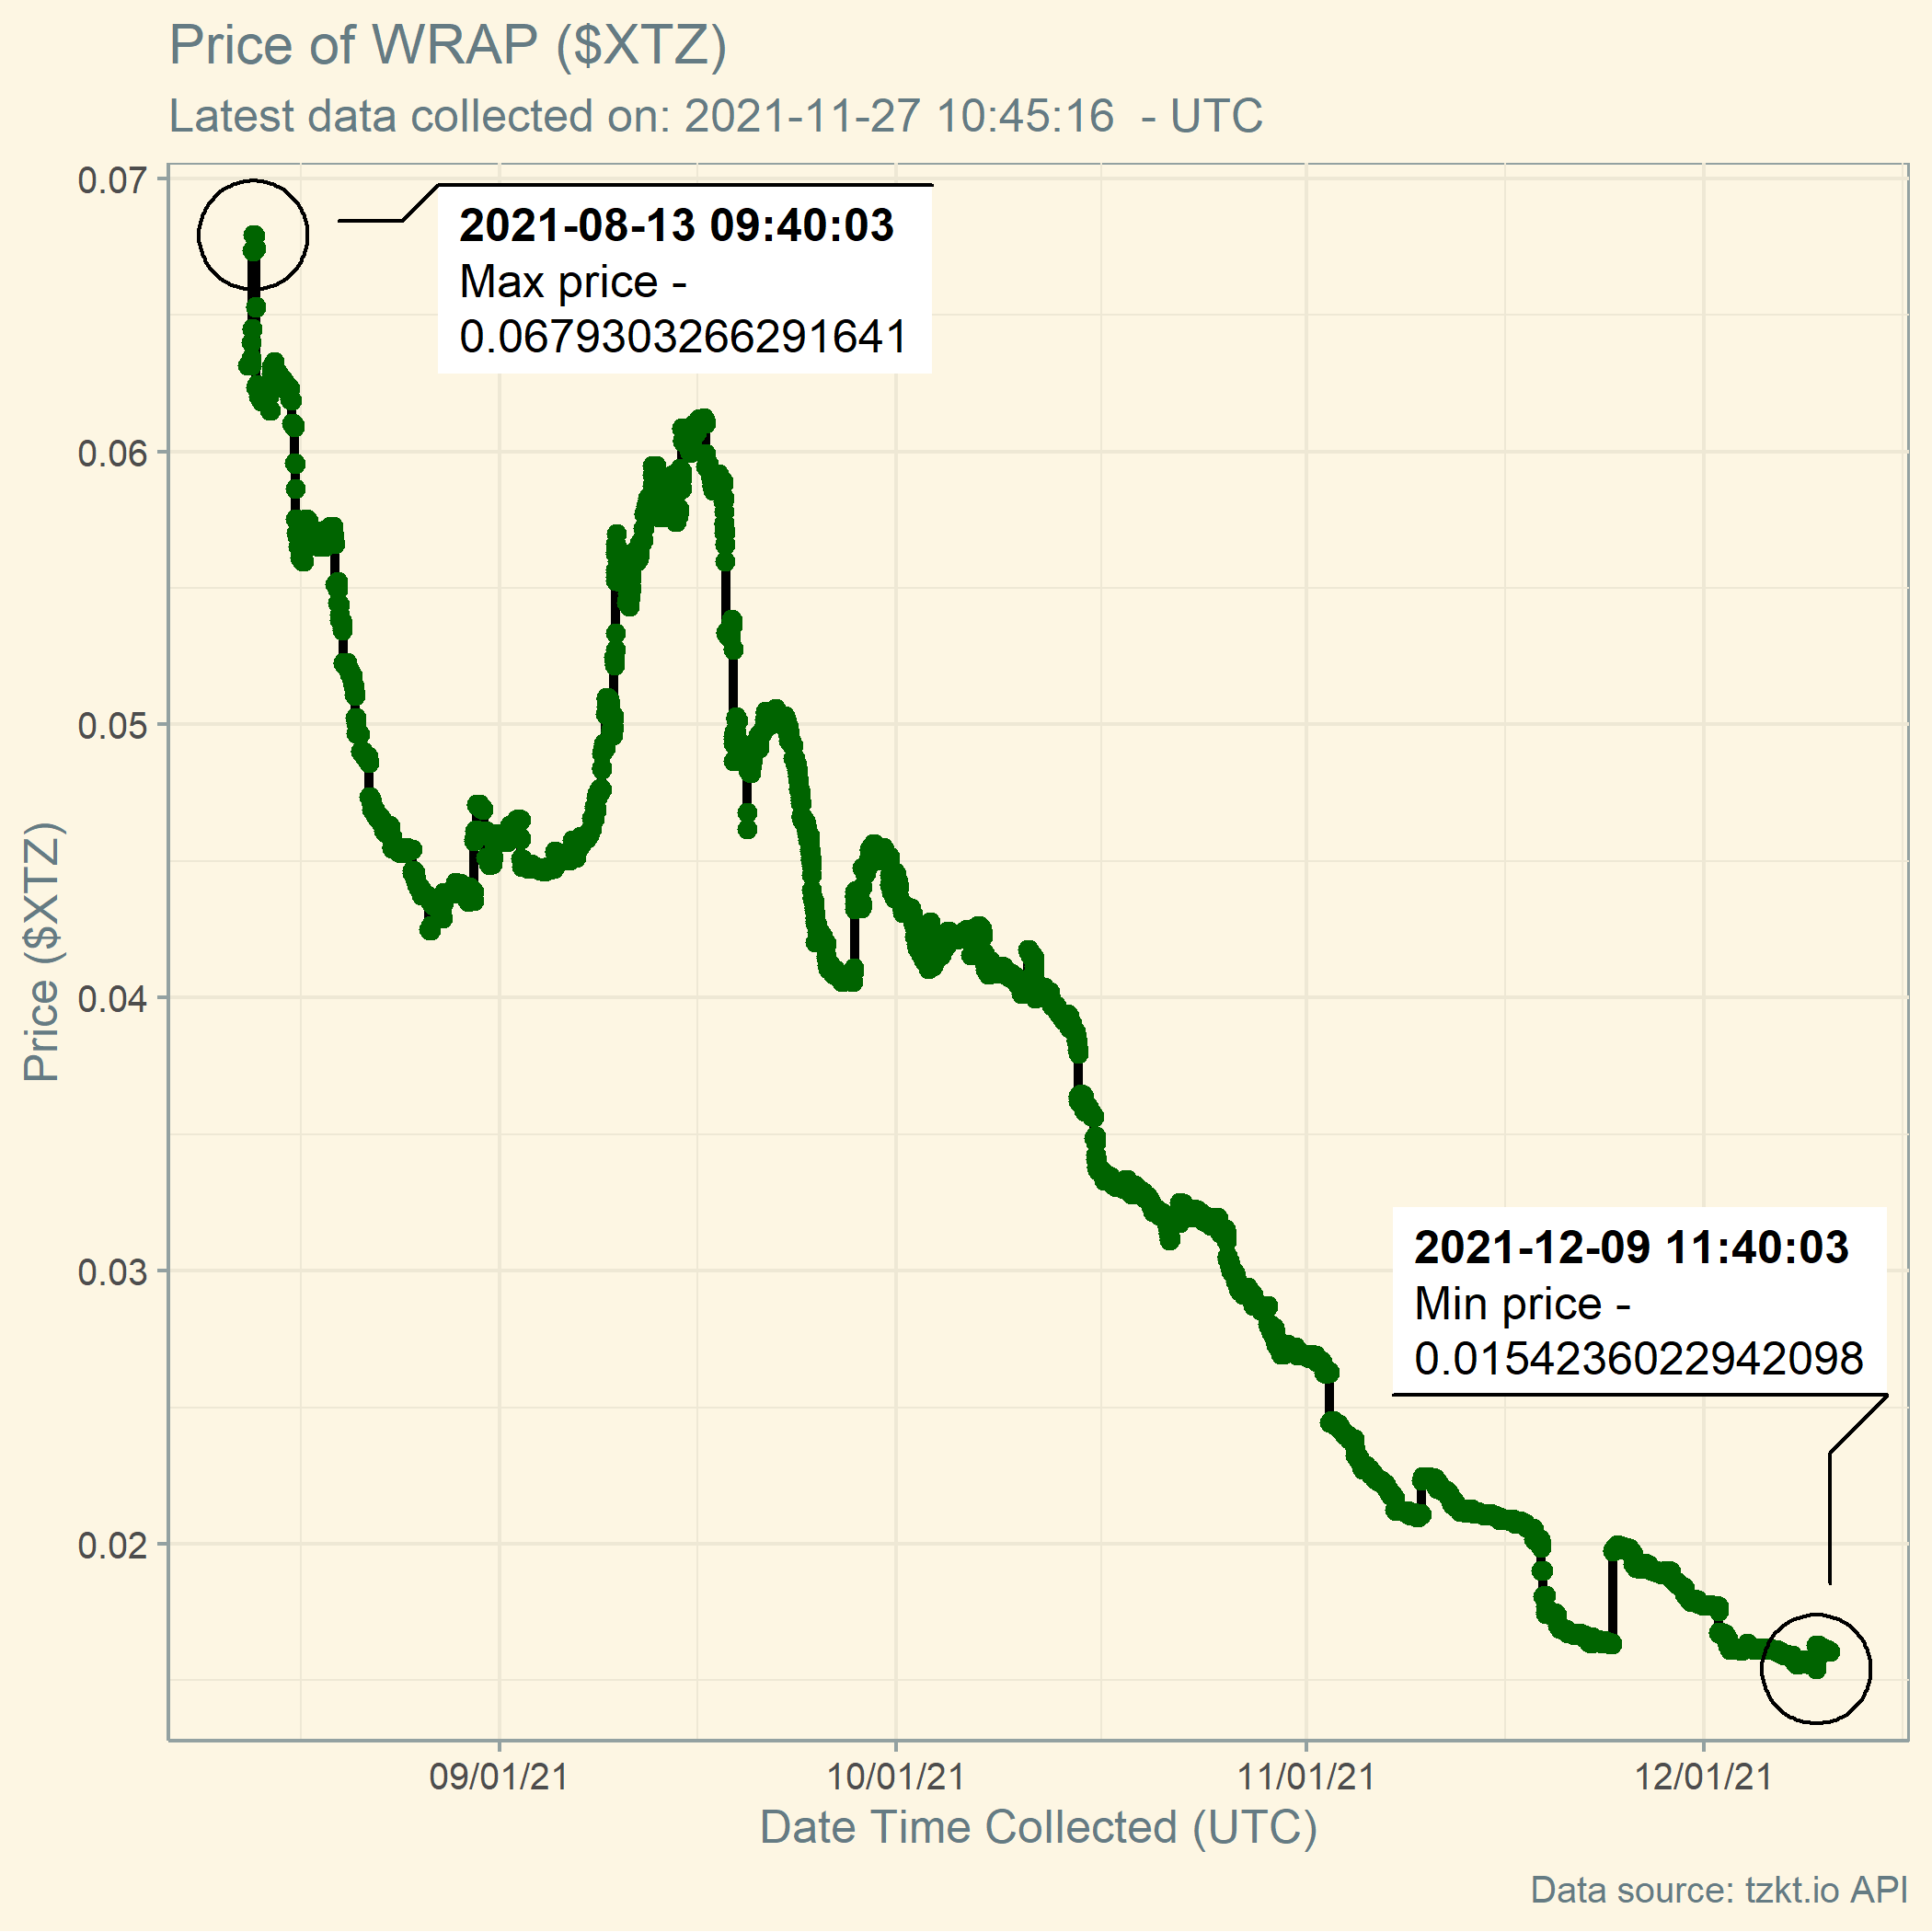 Price of WRAP ($XTZ)
Latest data collected on: 2021-11-27 10:45:16  - UTC
0.07
0.06
0.05
0.04
0.03
0.02
Price ($XTZ)
2021-08-13 09:40:03
Max price -
0.0679303266291641
2021-12-09 11:40:03
Min price -
0.0154236022942098
09/01/21
10/01/21
11/01/21
12/01/21
Date Time Collected (UTC)
Data source: tzkt.io API